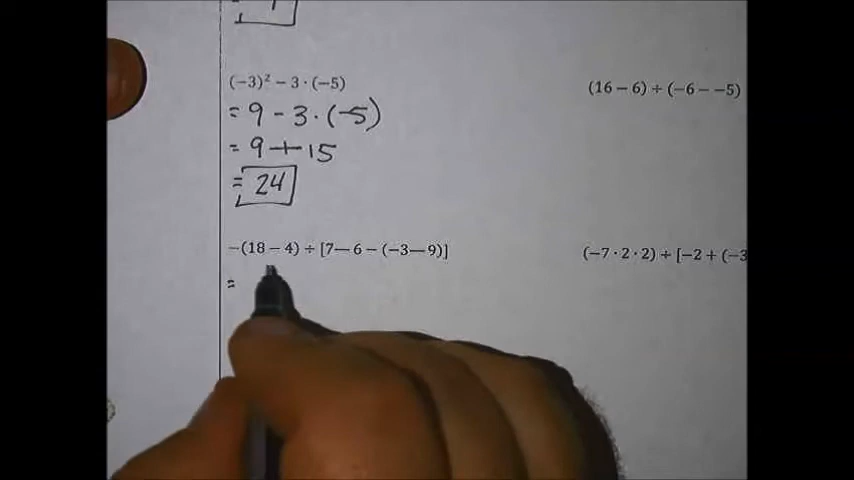 (−3)² − 3 · (−5)
= 9 - 3 · (-5)
= 9 + 15
= 24
−(18 − 4) ÷ [7−−6 − (−3−−9)]
=
(16 − 6) ÷ (−6 − −5)
(−7 · 2 · 2) ÷ [−2 + (−3